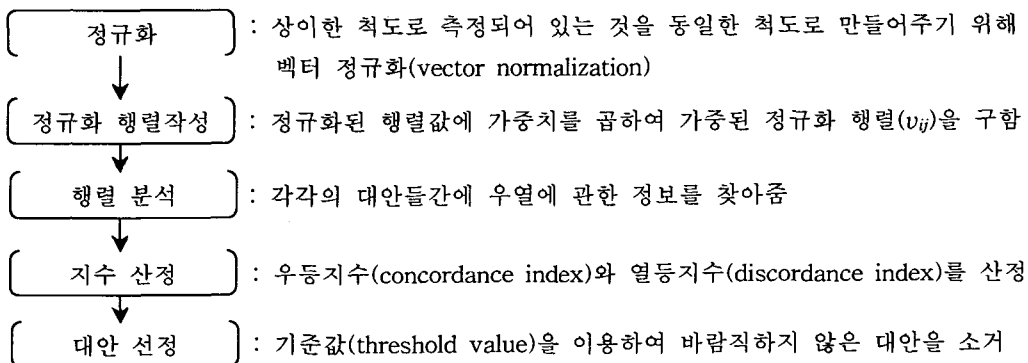 정규화 : 상이한 척도로 측정되어 있는 것을 동일한 척도로 만들어주기 위해
벡터 정규화(vector normalization)
정규화 행렬작성 : 정규화된 행렬값에 가중치를 곱하여 가중된 정규화 행렬(vij)을 구함
행렬 분석 : 각각의 대안들간에 우열에 관한 정보를 찾아줌
지수 산정 : 우등지수(concordance index)와 열등지수(discordance index)를 산정
대안 선정 : 기준값(threshold value)을 이용하여 바람직하지 않은 대안을 소거